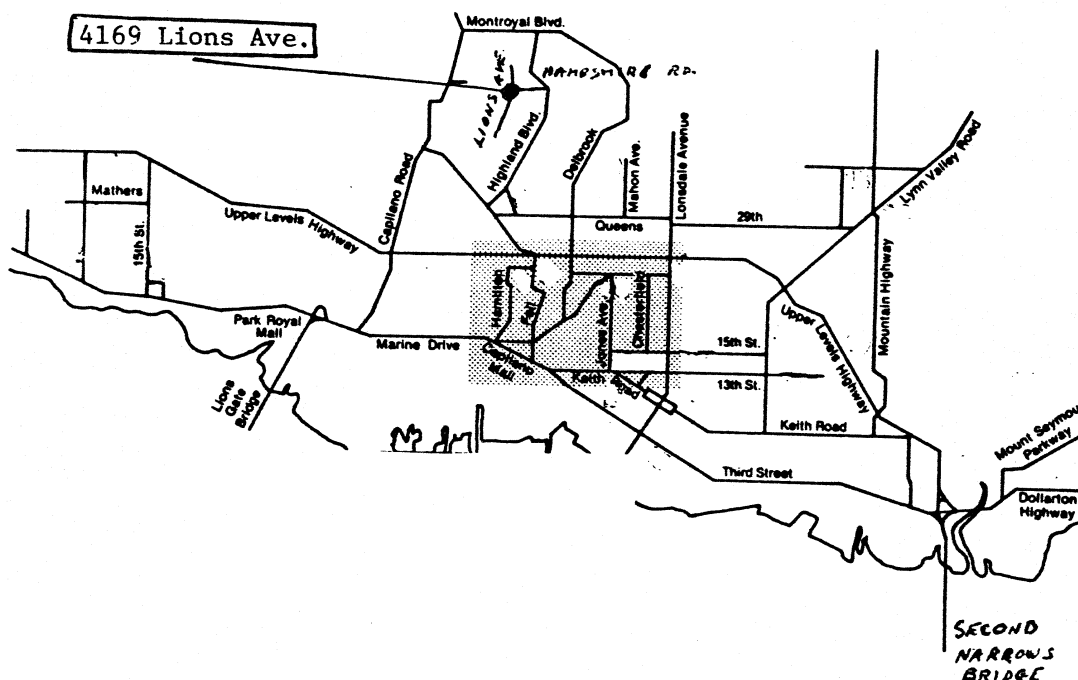 4169 Lions Ave.
Montroyal Blvd.
LIONS AVE
HAMPSHIRE RD.
Highland Blvd.
Delbrook
Mahon Ave.
Lonsdale Avenue
Lynn Valley Road
Capilano Road
Mathers
15th St.
Upper Levels Highway
Queens
29th
Mountain Highway
Hamilton
Fell
Jones Ave.
Chesterfield
Park Royal
Mall
Marine Drive
Capilano
Mall
15th St.
13th St.
Keith
Road
Upper Levels Highway
Lions
Gate
Bridge
Keith Road
Third Street
Mount Seymour
Parkway
Dollarton
Highway
SECOND
NARROWS
BRIDGE